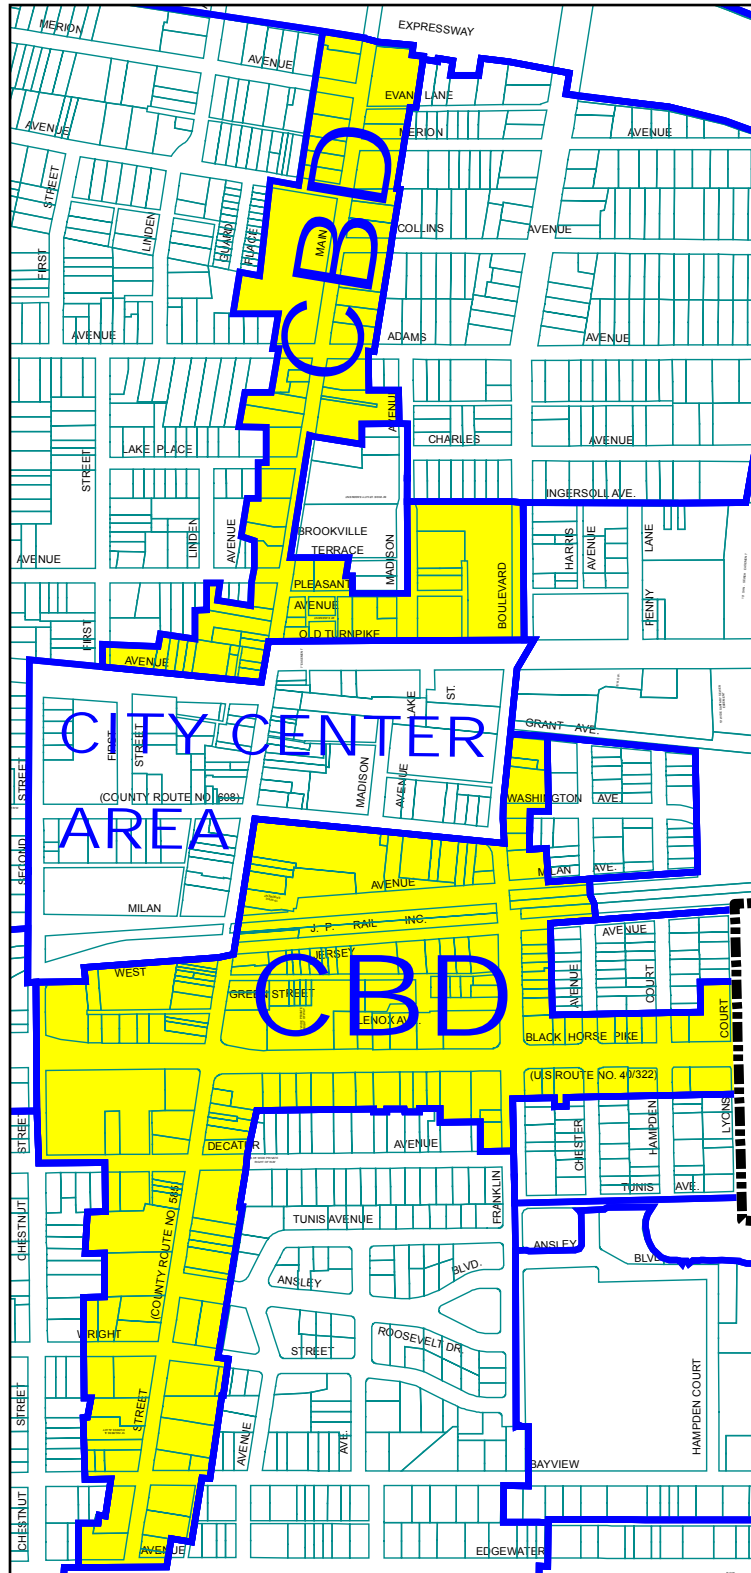 EXPRESSWAY
MERION
AVENUE
EVANS LANE
MERION
AVENUE
AVENUE
CBD
STREET
FIRST
LINDEN
GUARD
PLACE
MAIN
COLLINS
AVENUE
AVENUE
ADAMS
AVENUE
AVENUE
CHARLES
AVENUE
LAKE PLACE
STREET
INGERSOLL AVE.
BROOKVILLE
TERRACE
LINDEN
AVENUE
MADISON
BOULEVARD
HARRIS
AVENUE
LANE
PENNY
AVENUE
PLEASANT
AVENUE
OLD TURNPIKE
FIRST
AVENUE
LAKE
ST.
CITY CENTER
AREA
FIRST
STREET
GRANT AVE.
STREET
SECOND
(COUNTY ROUTE NO. 608)
MADISON
AVENUE
WASHINGTON AVE.
MILAN AVE.
AVENUE
MILAN
J. P. RAIL INC.
AVENUE
WEST
JERSEY
CBD
GREEN STREET
LENOX AVE.
AVENUE
COURT
COURT
BLACK HORSE PIKE
(U.S ROUTE NO. 40/322)
LYONS
STREET
DECATER
AVENUE
CHESTER
HAMPDEN
CHESTNUT
(COUNTY ROUTE NO. 585)
TUNIS AVENUE
FRANKLIN
TUNIS AVE.
ANSLEY
BLVD.
ANSLEY
BLVD.
WRIGHT
STREET
ROOSEVELT DR.
STREET
STREET
AVENUE
AVE.
HAMPDEN COURT
BAYVIEW
CHESTNUT
AVENUE
EDGEWATER